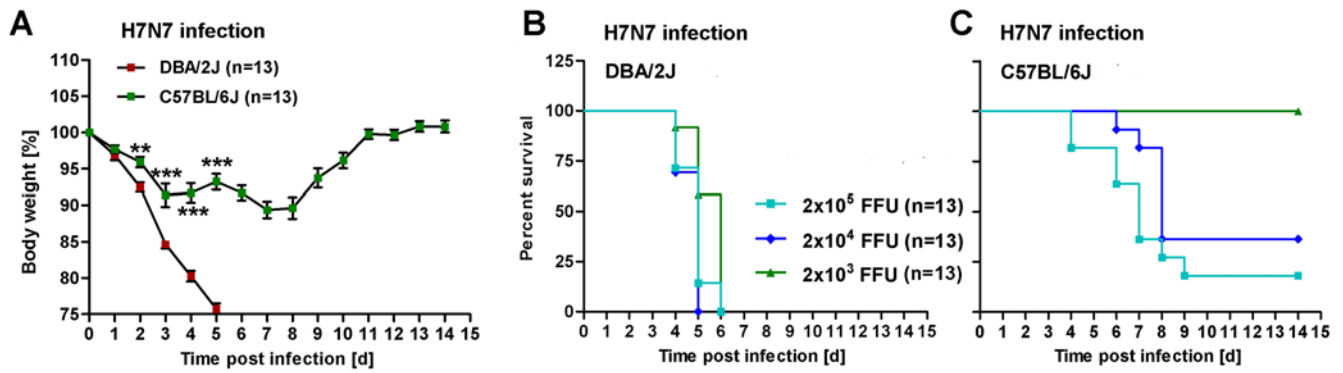 A
H7N7 infection
DBA/2J (n=13)
C57BL/6J (n=13)
Body weight [%]
110
105
100
95
90
85
80
75
**
***
***
***
0 1 2 3 4 5 6 7 8 9 10 11 12 13 14 15
Time post infection [d]
B
H7N7 infection
DBA/2J
Percent survival
125
100
75
50
25
0
2x10⁵ FFU (n=13)
2x10⁴ FFU (n=13)
2x10³ FFU (n=13)
0 1 2 3 4 5 6 7 8 9 10 11 12 13 14 15
Time post infection [d]
C
H7N7 infection
C57BL/6J
0 1 2 3 4 5 6 7 8 9 10 11 12 13 14 15
Time post infection [d]